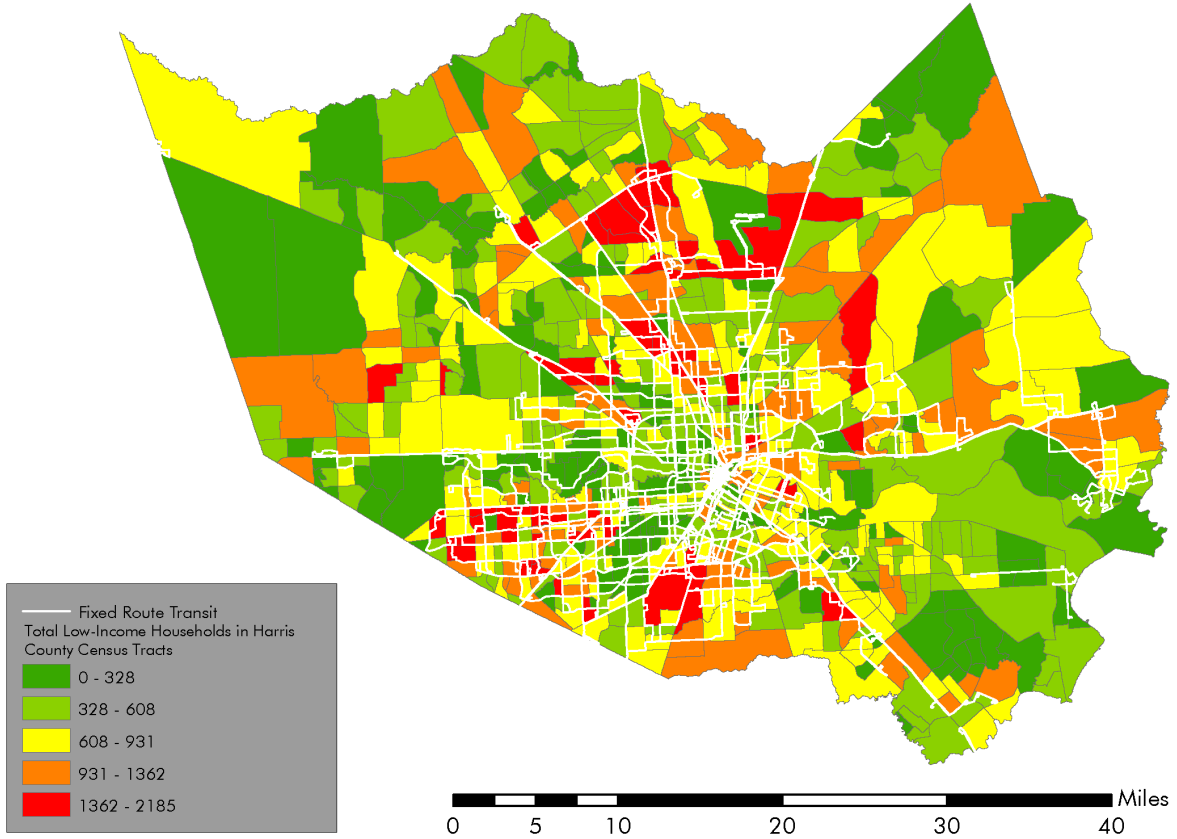 Fixed Route Transit
Total Low-Income Households in Harris
County Census Tracts
0 - 328
328 - 608
608 - 931
931 - 1362
1362 - 2185
Miles
0 5 10 20 30 40